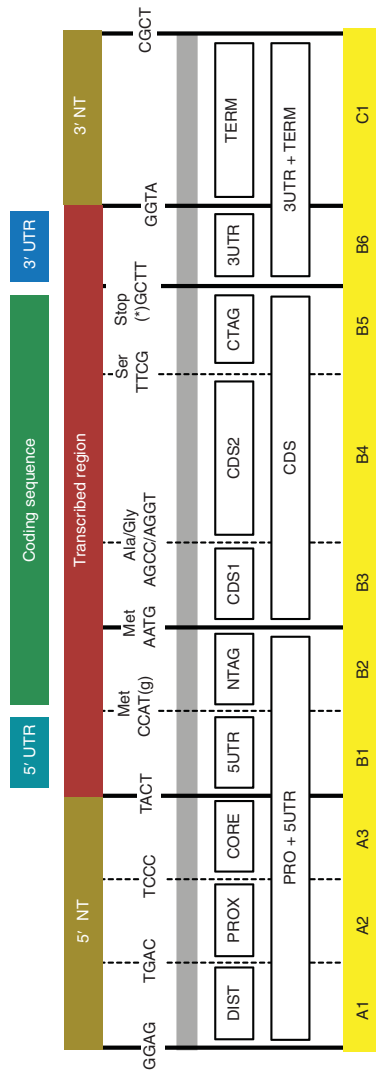 5′ UTR
Coding sequence
3′ UTR
5′ NT
Transcribed region
3′ NT
GGAG
TGAC
TCCC
TACT
Met
CCAT(g)
Met
AATG
Ala/Gly
AGCC/AGGT
Ser
TTCG
Stop
(*)GCTT
GGTA
CGCT
DIST
PROX
CORE
5UTR
NTAG
CDS1
CDS2
CTAG
3UTR
TERM
PRO + 5UTR
CDS
3UTR + TERM
A1
A2
A3
B1
B2
B3
B4
B5
B6
C1